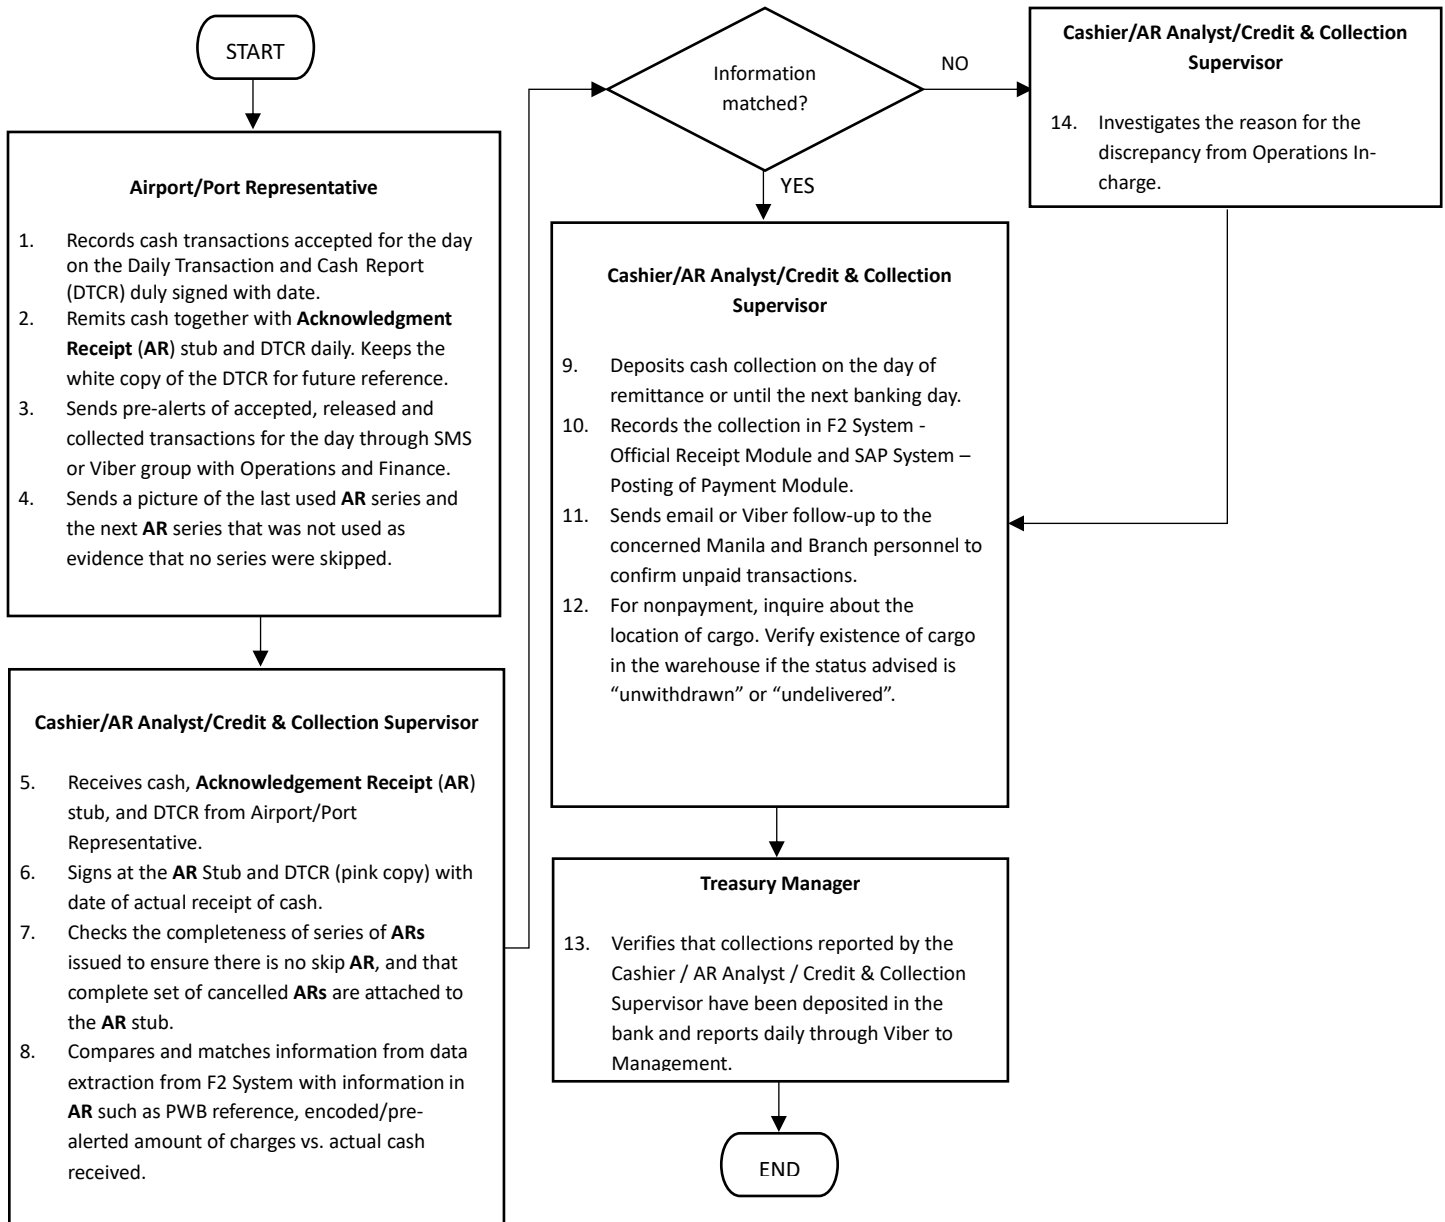 START
Airport/Port Representative
1. Records cash transactions accepted for the day
on the Daily Transaction and Cash Report
(DTCR) duly signed with date.
2. Remits cash together with Acknowledgment
Receipt (AR) stub and DTCR daily. Keeps the
white copy of the DTCR for future reference.
3. Sends pre-alerts of accepted, released and
collected transactions for the day through SMS
or Viber group with Operations and Finance.
4. Sends a picture of the last used AR series and
the next AR series that was not used as
evidence that no series were skipped.
Cashier/AR Analyst/Credit & Collection Supervisor
5. Receives cash, Acknowledgement Receipt (AR)
stub, and DTCR from Airport/Port
Representative.
6. Signs at the AR Stub and DTCR (pink copy) with
date of actual receipt of cash.
7. Checks the completeness of series of ARs
issued to ensure there is no skip AR, and that
complete set of cancelled ARs are attached to
the AR stub.
8. Compares and matches information from data
extraction from F2 System with information in
AR such as PWB reference, encoded/pre-
alerted amount of charges vs. actual cash
received.
Information
matched?
NO
YES
Cashier/AR Analyst/Credit & Collection
Supervisor
9. Deposits cash collection on the day of
remittance or until the next banking day.
10. Records the collection in F2 System -
Official Receipt Module and SAP System –
Posting of Payment Module.
11. Sends email or Viber follow-up to the
concerned Manila and Branch personnel to
confirm unpaid transactions.
12. For nonpayment, inquire about the
location of cargo. Verify existence of cargo
in the warehouse if the status advised is
“unwithdrawn” or “undelivered”.
Treasury Manager
13. Verifies that collections reported by the
Cashier / AR Analyst / Credit & Collection
Supervisor have been deposited in the
bank and reports daily through Viber to
Management.
END
Cashier/AR Analyst/Credit & Collection
Supervisor
14. Investigates the reason for the
discrepancy from Operations In-
charge.